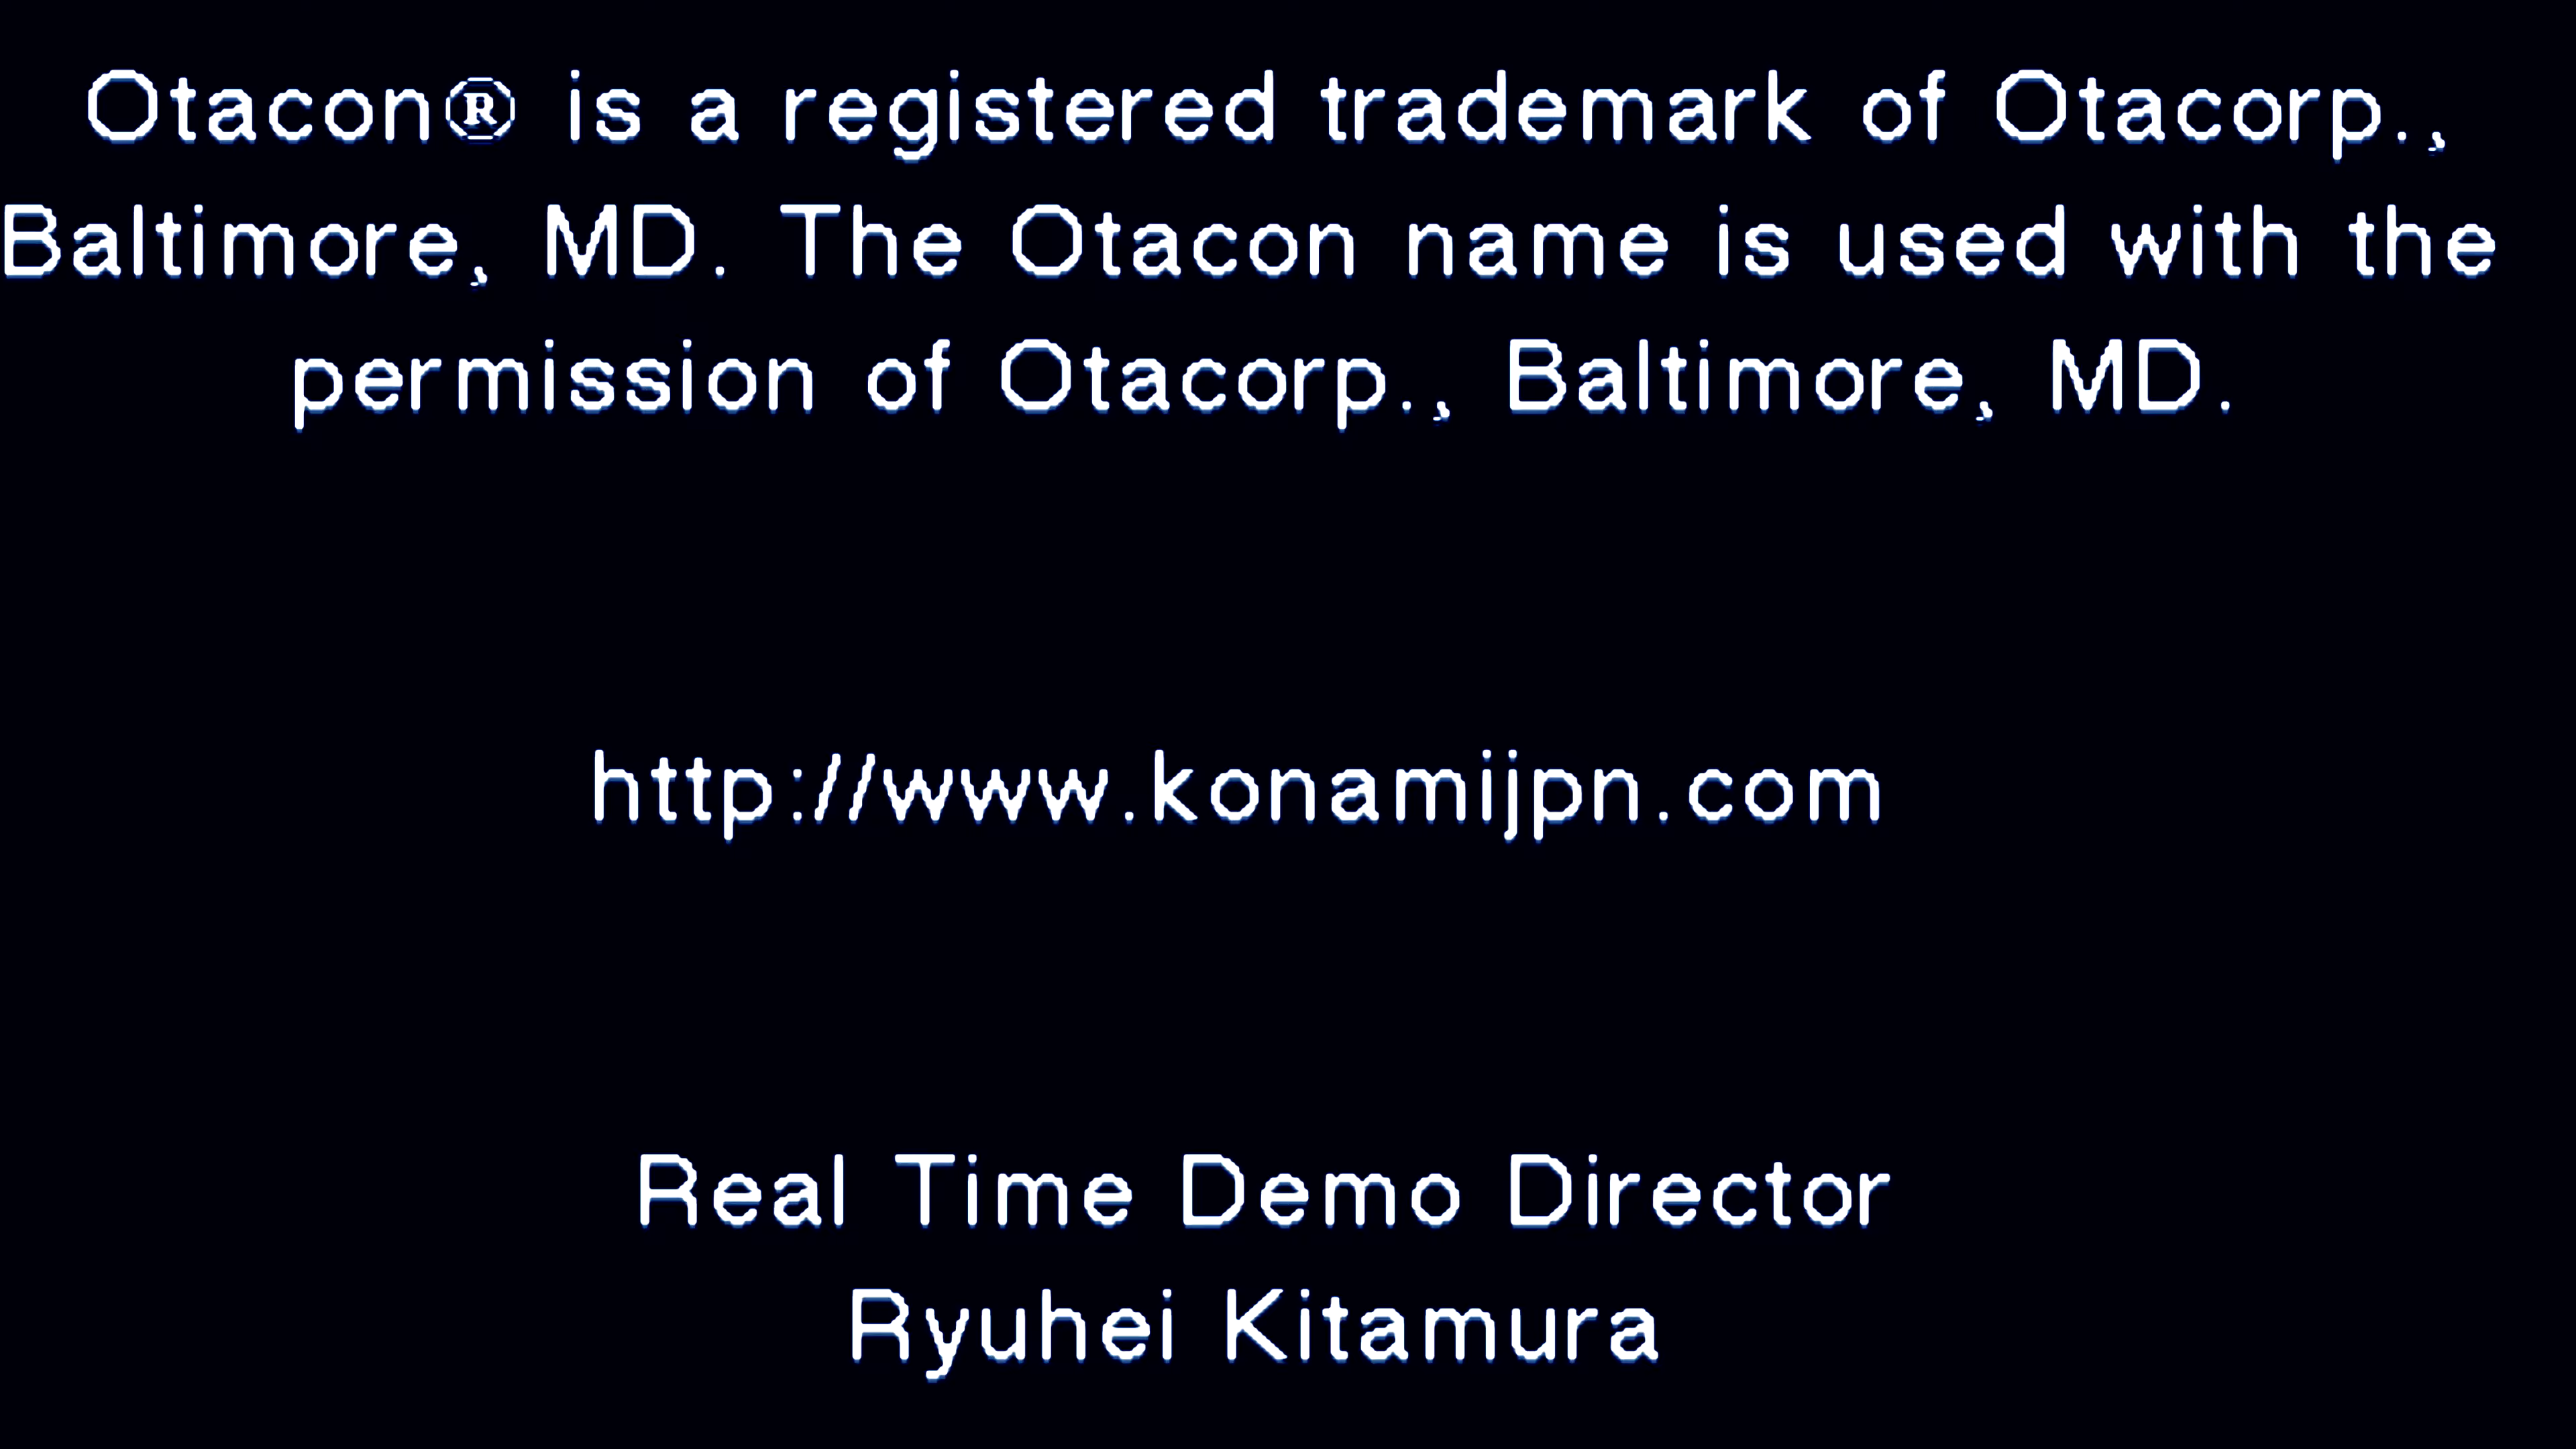 Otacon® is a registered trademark of Otacorp.,
Baltimore, MD. The Otacon name is used with the
permission of Otacorp., Baltimore, MD.
http://www.konamijpn.com
Real Time Demo Director
Ryuhei Kitamura